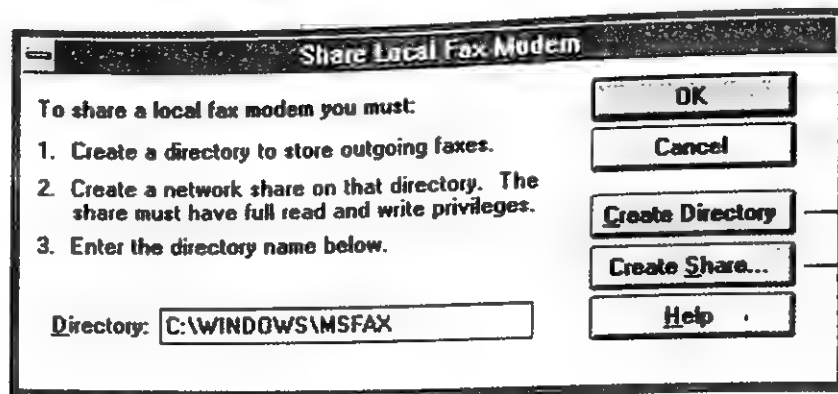 Share Local Fax Modem
To share a local fax modem you must:
1. Create a directory to store outgoing faxes.
2. Create a network share on that directory. The
share must have full read and write privileges.
3. Enter the directory name below.
Directory: C:\WINDOWS\MSFAX
OK
Cancel
Create Directory
Create Share...
Help